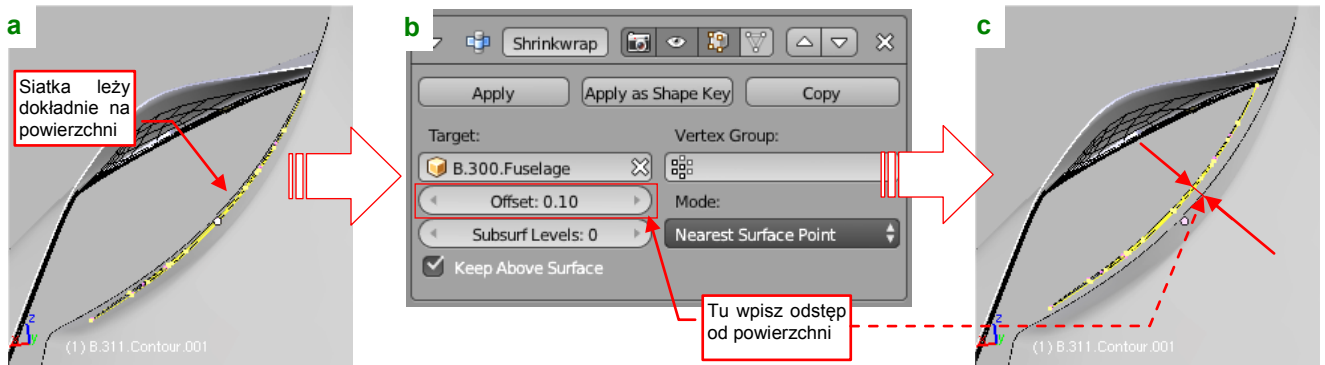 a
Siatka leży
dokładnie na
powierzchni
z
y
(1) B.311.Contour.001
b
Shrinkwrap
Apply
Apply as Shape Key
Copy
Target:
Vertex Group:
B.300.Fuselage
Offset: 0.10
Mode:
Subsurf Levels: 0
Nearest Surface Point
Keep Above Surface
Tu wpisz odstęp
od powierzchni
c
z
y
(1) B.311.Contour.001